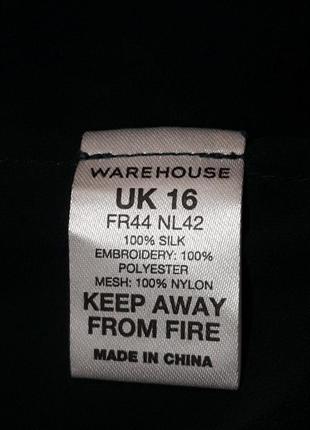 WAREHOUSE
UK 16
FR44 NL42
100% SILK
EMBROIDERY: 100%
POLYESTER
MESH: 100% NYLON
KEEP AWAY
FROM FIRE
MADE IN CHINA